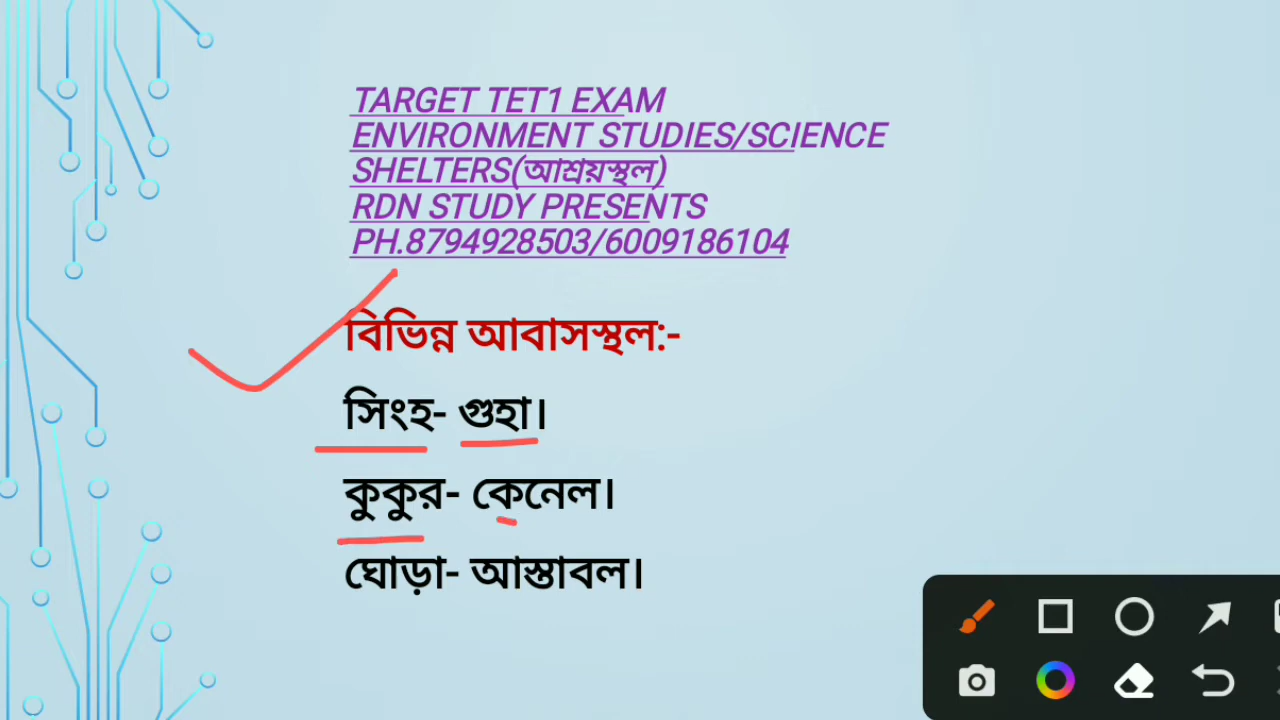 TARGET TET1 EXAM
ENVIRONMENT STUDIES/SCIENCE
SHELTERS(আশ্রয়স্থল)
RDN STUDY PRESENTS
PH.8794928503/6009186104
বিভিন্ন আবাসস্থল:-
সিংহ- গুহা।
কুকুর- কেনেল।
ঘোড়া- আস্তাবল।